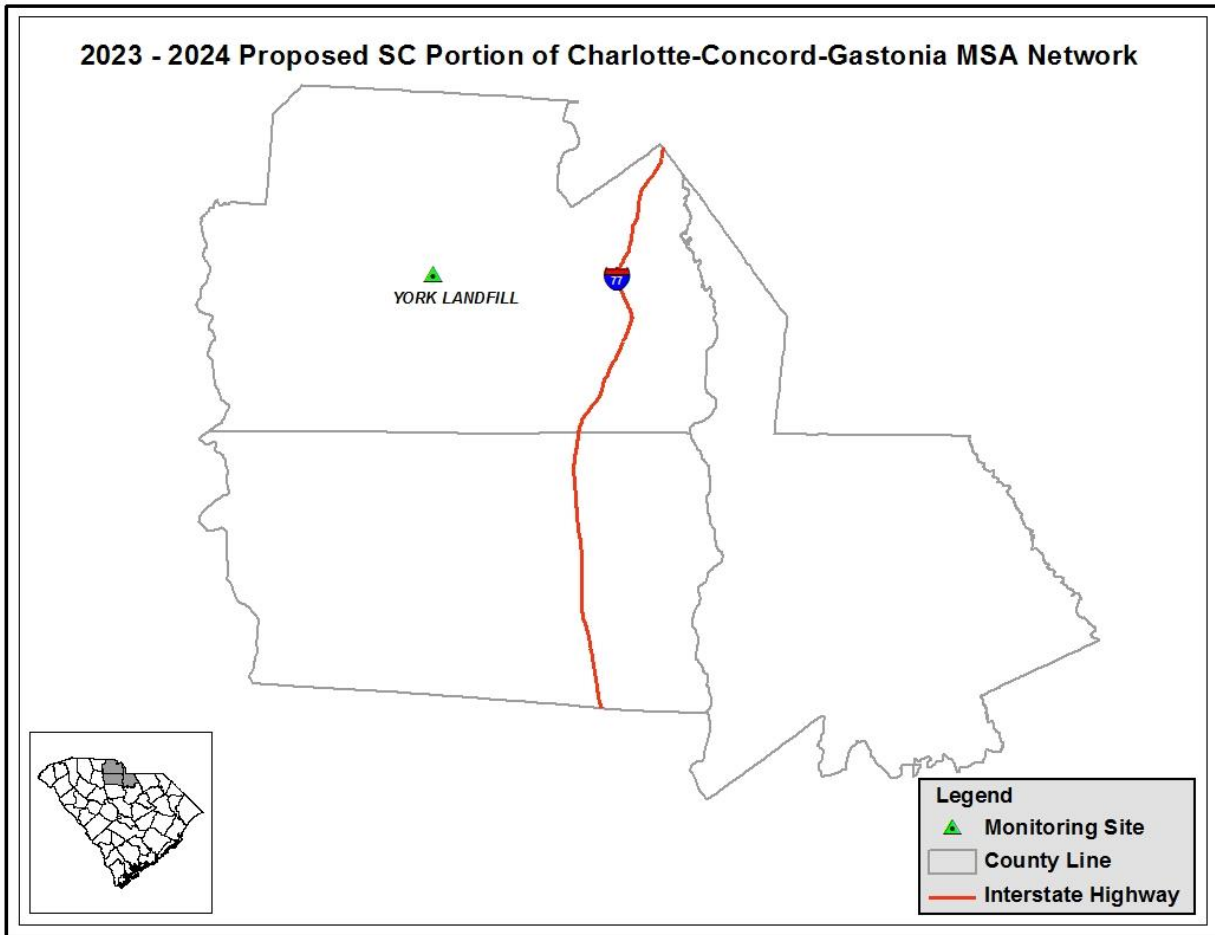 2023 - 2024 Proposed SC Portion of Charlotte-Concord-Gastonia MSA Network
77
YORK LANDFILL
Legend
Monitoring Site
County Line
Interstate Highway